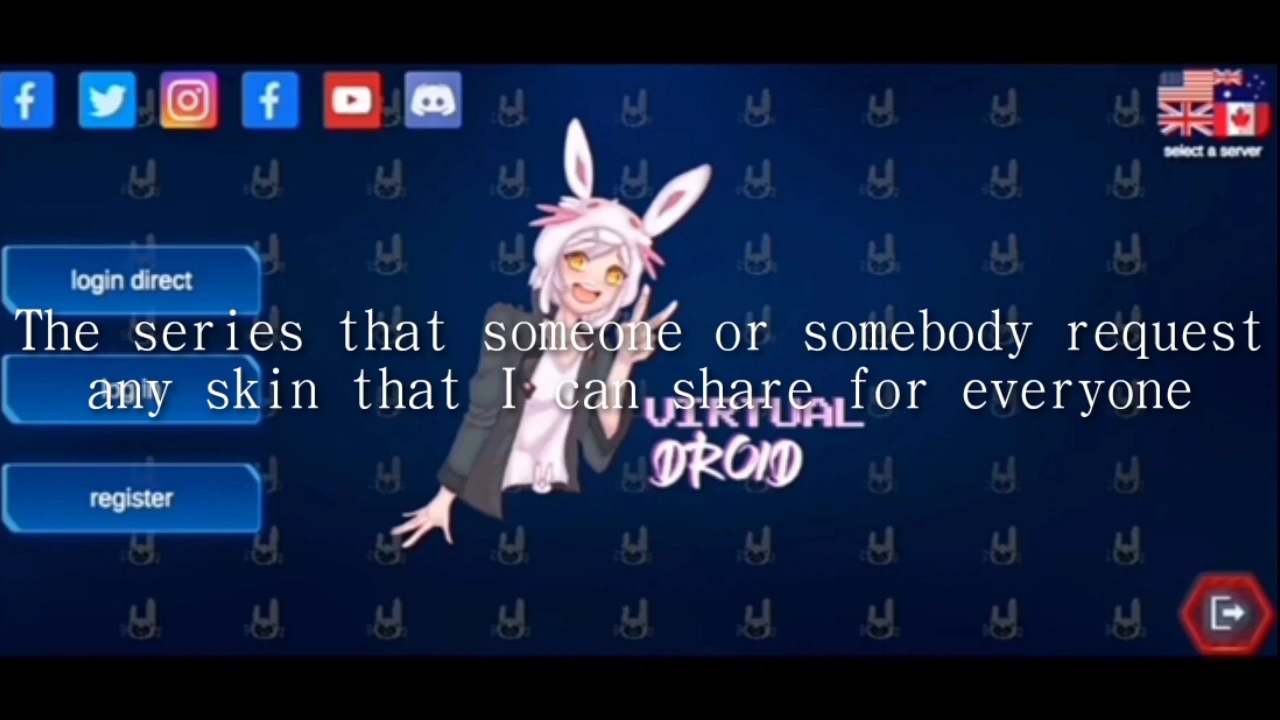 select a server
login direct
The series that someone or somebody request
any skin that I can share for everyone
login
VIRTUAL
DROID
register